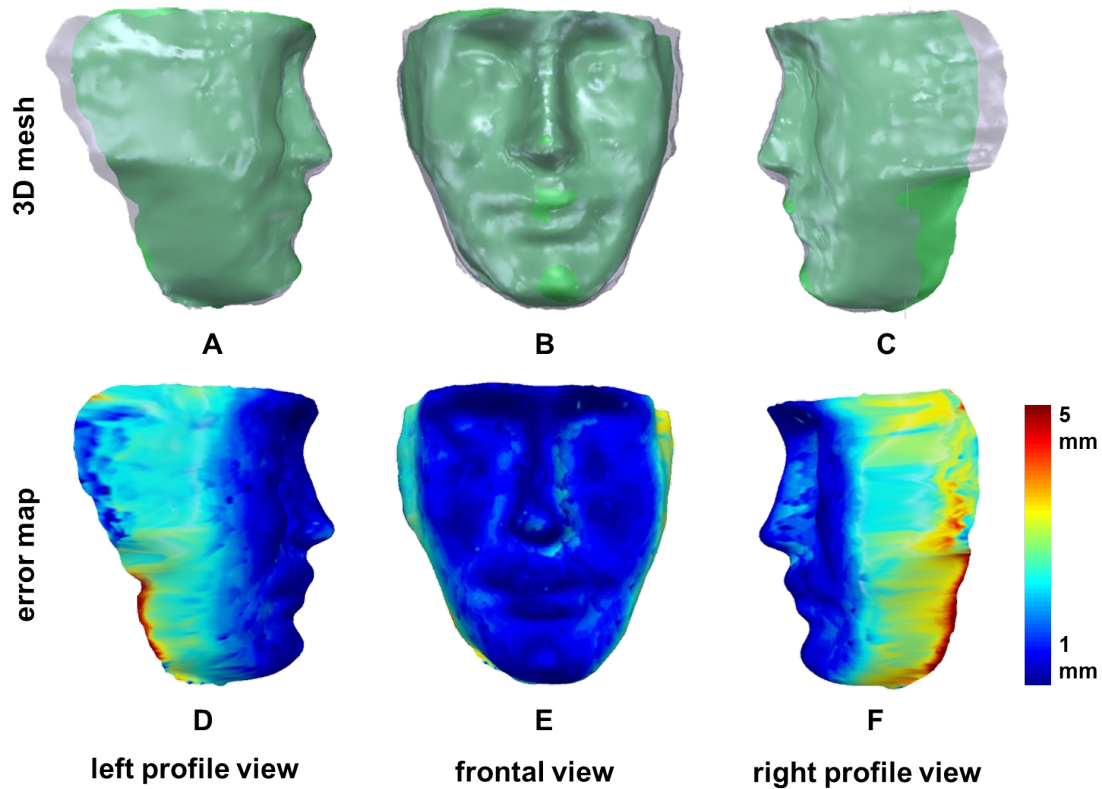 3D mesh
A
B
C
error map
5
mm
1
mm
D
E
F
left profile view
frontal view
right profile view